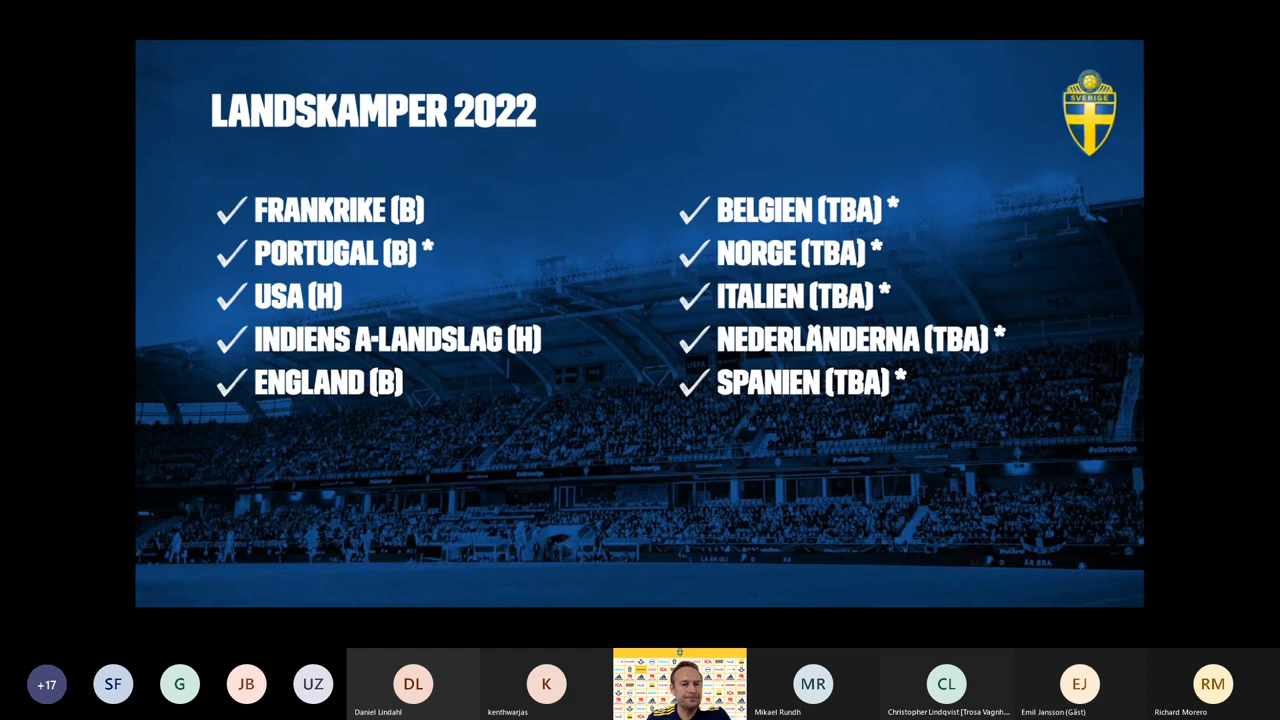 LANDSKAMPER 2022
SVERIGE
FRANKRIKE (B)
PORTUGAL (B) *
USA (H)
INDIENS A-LANDSLAG (H)
ENGLAND (B)
BELGIEN (TBA) *
NORGE (TBA) *
ITALIEN (TBA) *
NEDERLÄNDERNA (TBA) *
SPANIEN (TBA) *
#viärsverige
+17
SF
G
JB
UZ
DL
Daniel Lindahl
K
kenthwarjas
ICA
MR
Mikael Rundh
CL
Christopher Lindqvist [Trosa Vagnh...
EJ
Emil Jansson (Gäst)
RM
Richard Morero